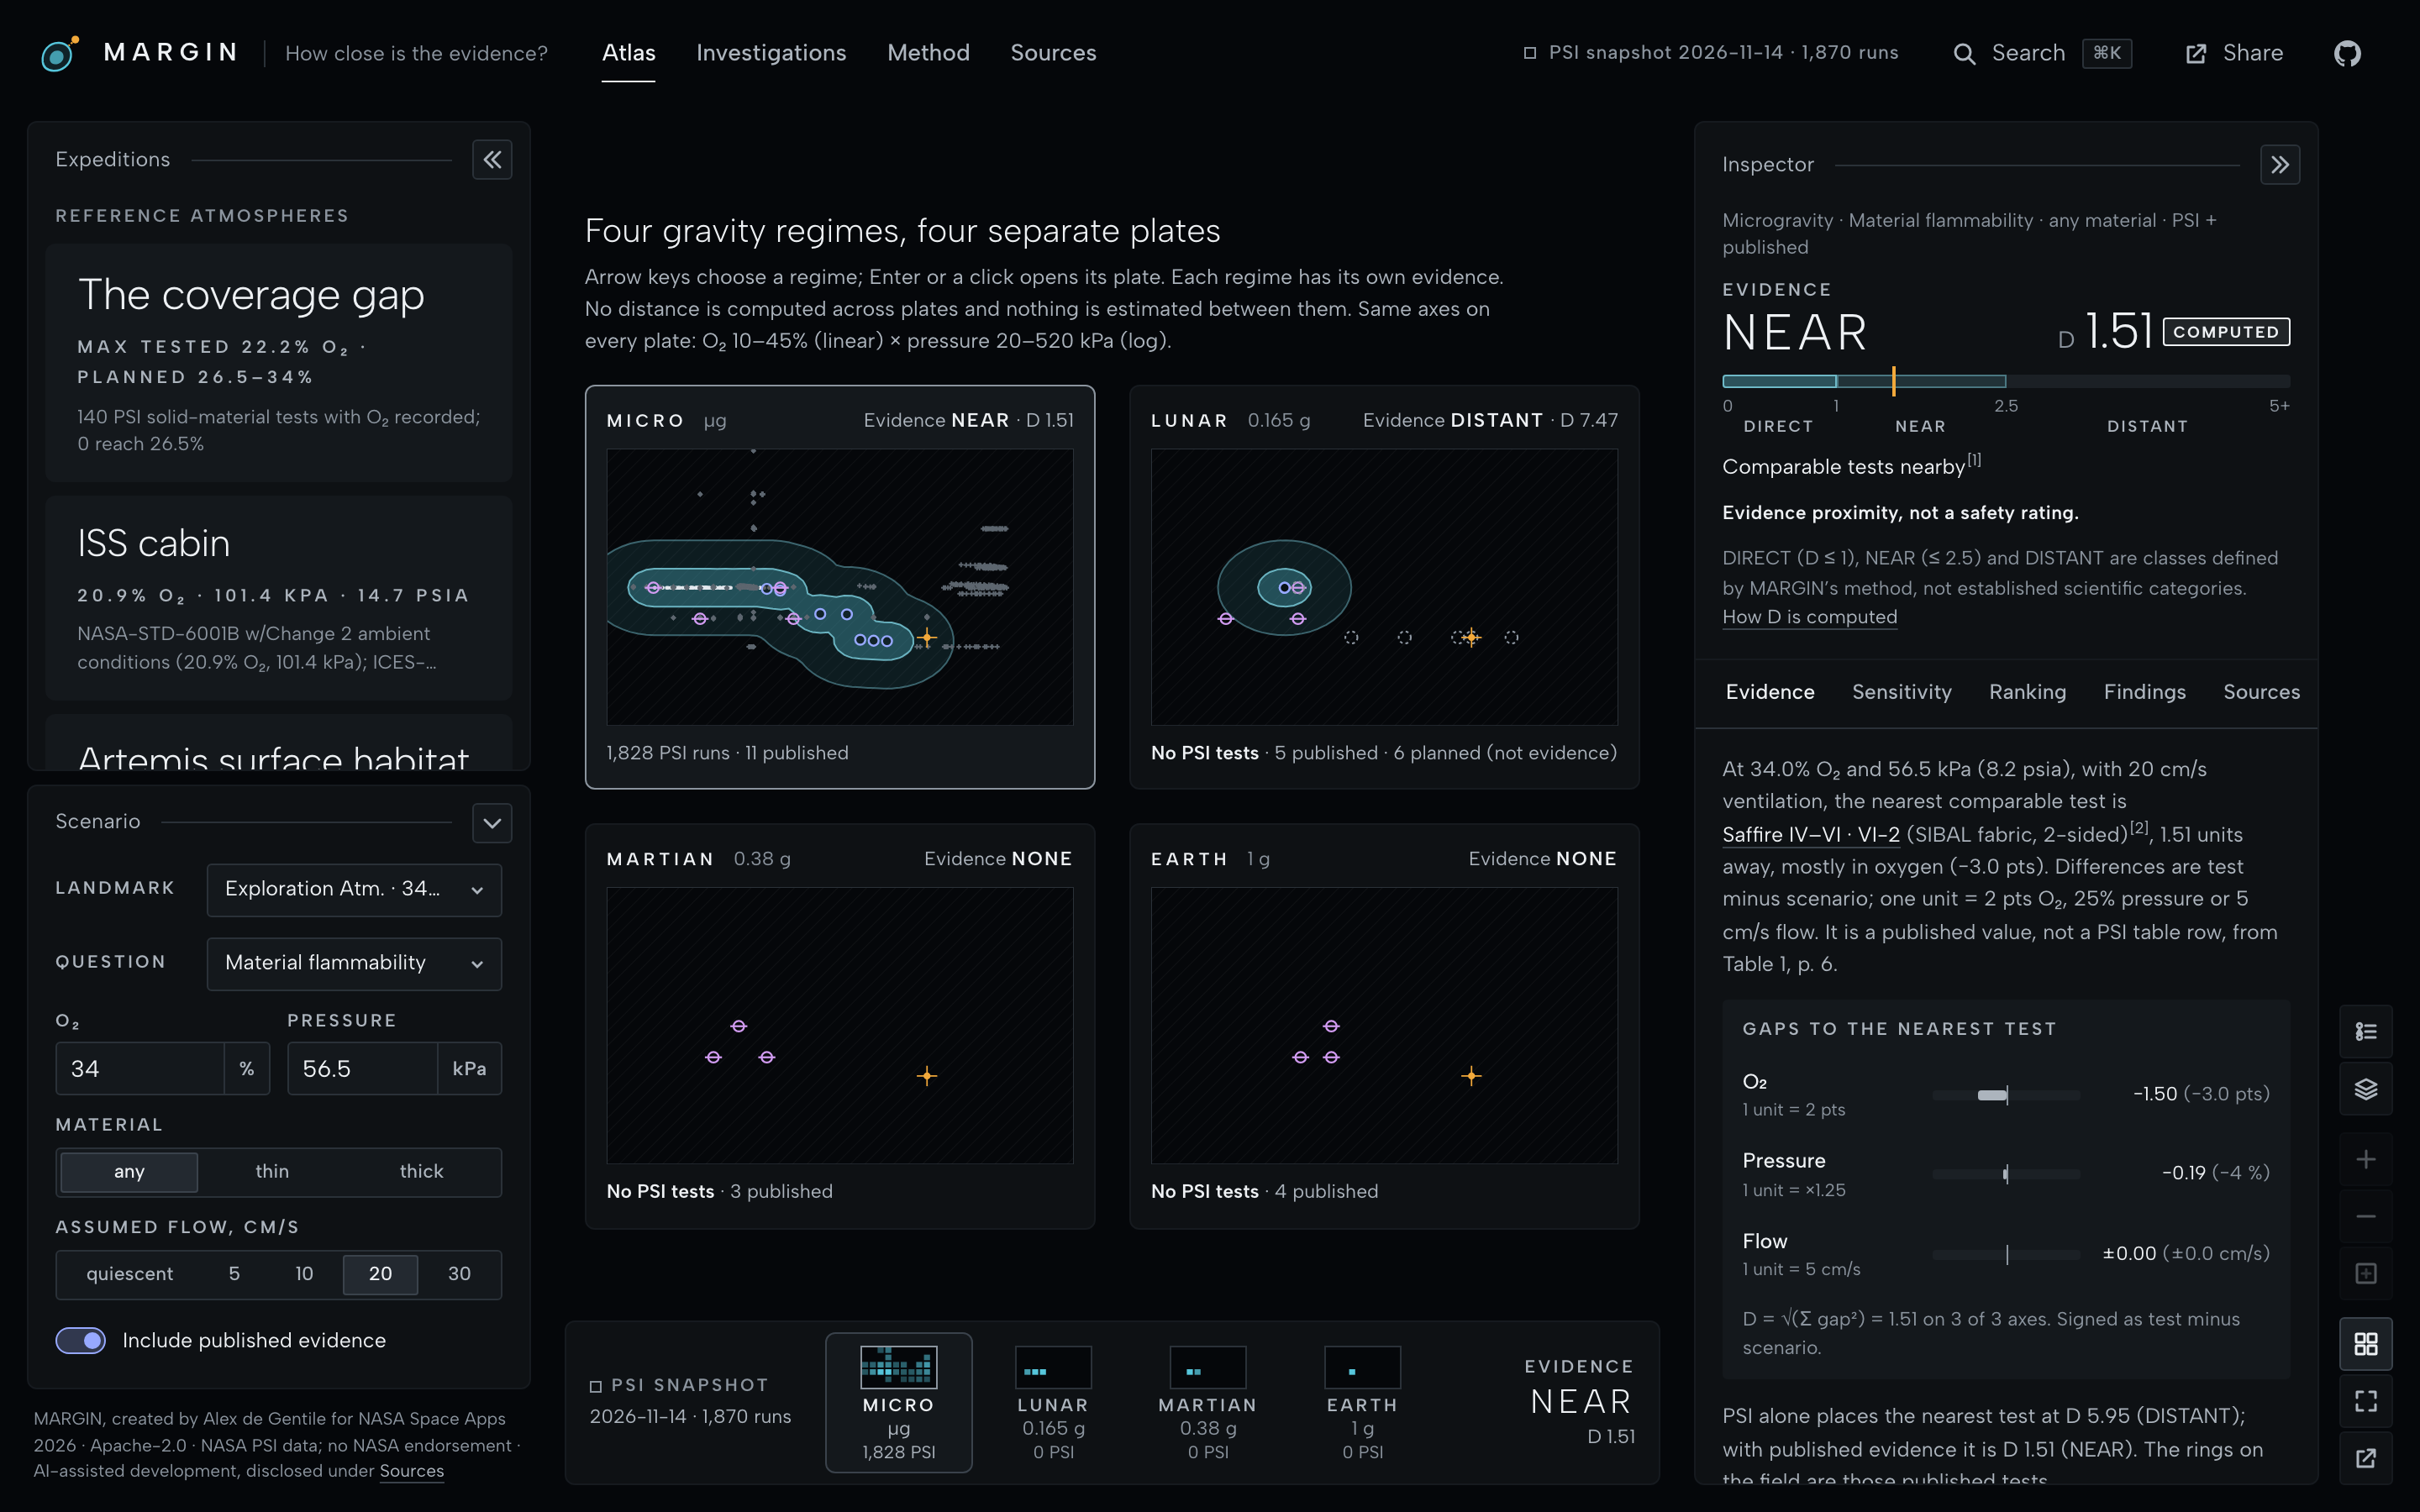 MARGIN
How close is the evidence?
Atlas
Investigations
Method
Sources
PSI snapshot 2026-11-14 · 1,870 runs
Search
⌘K
Share
Expeditions
REFERENCE ATMOSPHERES
The coverage gap
MAX TESTED 22.2% O₂ ·
PLANNED 26.5–34%
140 PSI solid-material tests with O₂ recorded;
0 reach 26.5%
ISS cabin
20.9% O₂ · 101.4 KPA · 14.7 PSIA
NASA-STD-6001B w/Change 2 ambient
conditions (20.9% O₂, 101.4 kPa); ICES-…
Artemis surface habitat
Scenario
LANDMARK
Exploration Atm. · 34…
QUESTION
Material flammability
O₂
PRESSURE
34
%
56.5
kPa
MATERIAL
any
thin
thick
ASSUMED FLOW, CM/S
quiescent
5
10
20
30
Include published evidence
MARGIN, created by Alex de Gentile for NASA Space Apps
2026 · Apache-2.0 · NASA PSI data; no NASA endorsement ·
AI-assisted development, disclosed under Sources
Four gravity regimes, four separate plates
Arrow keys choose a regime; Enter or a click opens its plate. Each regime has its own evidence.
No distance is computed across plates and nothing is estimated between them. Same axes on
every plate: O₂ 10–45% (linear) × pressure 20–520 kPa (log).
MICRO µg
Evidence NEAR · D 1.51
1,828 PSI runs · 11 published
LUNAR 0.165 g
Evidence DISTANT · D 7.47
No PSI tests · 5 published · 6 planned (not evidence)
MARTIAN 0.38 g
Evidence NONE
No PSI tests · 3 published
EARTH 1 g
Evidence NONE
No PSI tests · 4 published
PSI SNAPSHOT
2026-11-14 · 1,870 runs
MICRO
µg
1,828 PSI
LUNAR
0.165 g
0 PSI
MARTIAN
0.38 g
0 PSI
EARTH
1 g
0 PSI
EVIDENCE
NEAR
D 1.51
Inspector
Microgravity · Material flammability · any material · PSI +
published
EVIDENCE
NEAR
D 1.51 COMPUTED
0 1 2.5 5+
DIRECT NEAR DISTANT
Comparable tests nearby[1]
Evidence proximity, not a safety rating.
DIRECT (D ≤ 1), NEAR (≤ 2.5) and DISTANT are classes defined
by MARGIN’s method, not established scientific categories.
How D is computed
Evidence
Sensitivity
Ranking
Findings
Sources
At 34.0% O₂ and 56.5 kPa (8.2 psia), with 20 cm/s
ventilation, the nearest comparable test is
Saffire IV–VI · VI-2 (SIBAL fabric, 2-sided)[2], 1.51 units
away, mostly in oxygen (−3.0 pts). Differences are test
minus scenario; one unit = 2 pts O₂, 25% pressure or 5
cm/s flow. It is a published value, not a PSI table row, from
Table 1, p. 6.
GAPS TO THE NEAREST TEST
O₂
1 unit = 2 pts
−1.50 (−3.0 pts)
Pressure
1 unit = ×1.25
−0.19 (−4 %)
Flow
1 unit = 5 cm/s
±0.00 (±0.0 cm/s)
D = √(Σ gap²) = 1.51 on 3 of 3 axes. Signed as test minus
scenario.
PSI alone places the nearest test at D 5.95 (DISTANT);
with published evidence it is D 1.51 (NEAR). The rings on
the field are those published tests.